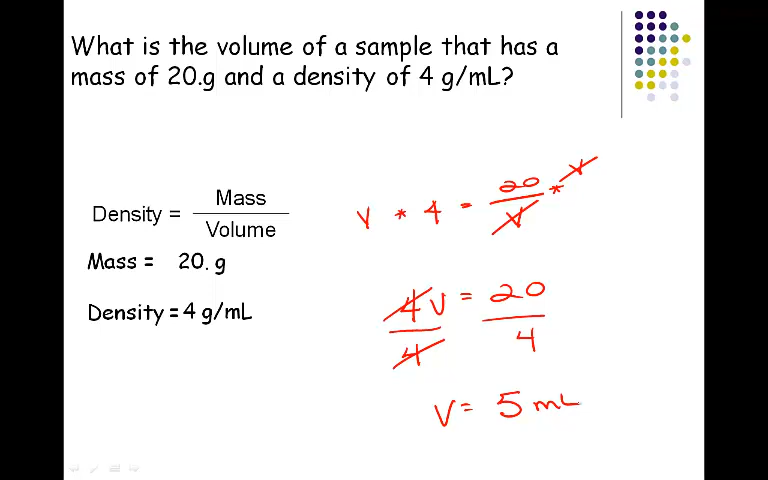 What is the volume of a sample that has a
mass of 20.g and a density of 4 g/mL?
Density = Mass / Volume
Mass = 20. g
Density = 4 g/mL
V * 4 = 20 / V * V
4V / 4 = 20 / 4
V = 5 mL